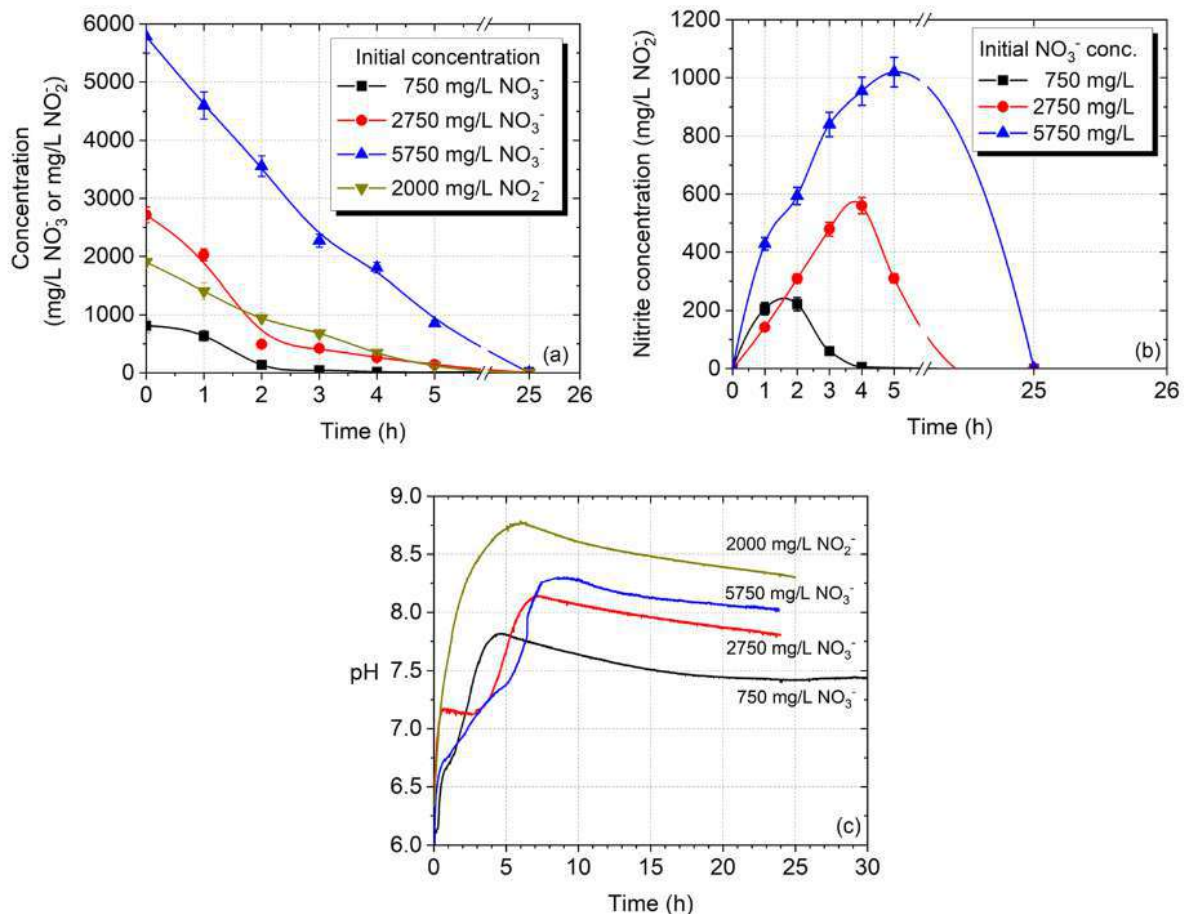 6000
5000
4000
3000
2000
1000
0
Concentration
(mg/L NO₃⁻ or mg/L NO₂⁻)
Initial concentration
750 mg/L NO₃⁻
2750 mg/L NO₃⁻
5750 mg/L NO₃⁻
2000 mg/L NO₂⁻
(a)
0 1 2 3 4 5 25 26
Time (h)
1200
1000
800
600
400
200
0
Nitrite concentration (mg/L NO₂⁻)
Initial NO₃⁻ conc.
750 mg/L
2750 mg/L
5750 mg/L
(b)
0 1 2 3 4 5 25 26
Time (h)
9.0
8.5
8.0
7.5
7.0
6.5
6.0
pH
2000 mg/L NO₂⁻
5750 mg/L NO₃⁻
2750 mg/L NO₃⁻
750 mg/L NO₃⁻
(c)
0 5 10 15 20 25 30
Time (h)